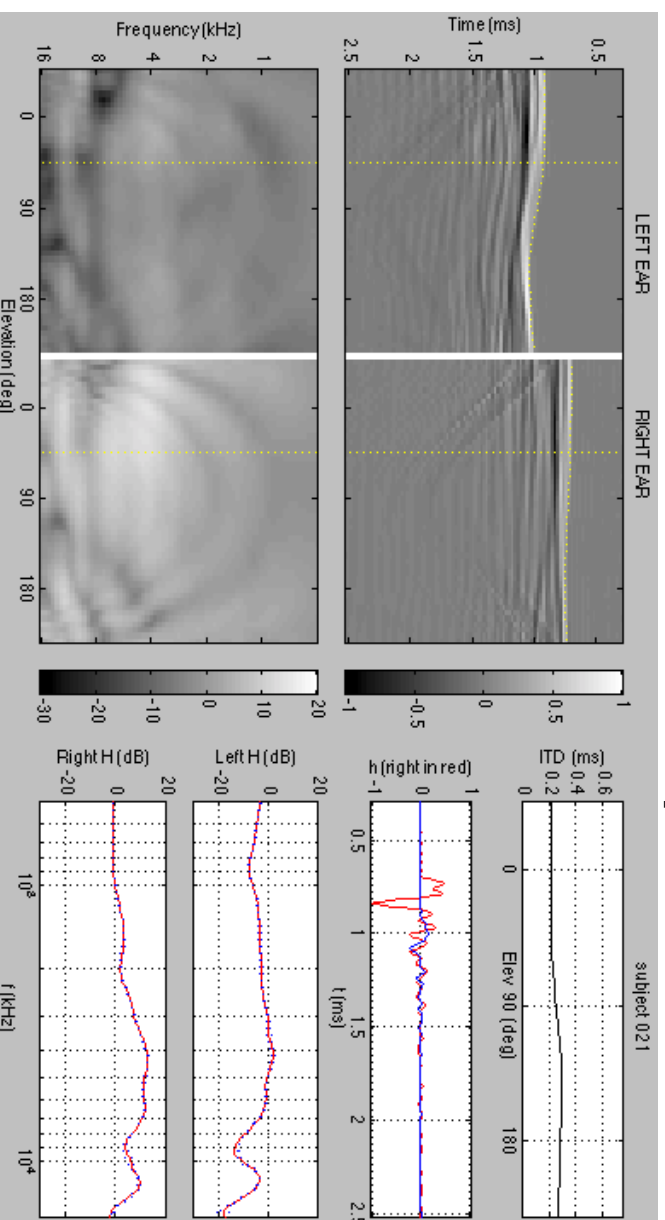 LEFT EAR
RIGHT EAR
subject 021
Time (ms)
0.5
1
1.5
2
2.5
1
0.5
0
-0.5
-1
ITD (ms)
0.6
0.4
0.2
0
0 Elev 90 (deg) 180
h (right in red)
1
0
-1
0.5 1 1.5 2 2.5
t (ms)
Frequency (kHz)
1
2
4
8
16
0 90 180 0 90 180
Elevation (deg)
20
10
0
-10
-20
-30
Left H (dB)
20
0
-20
Right H (dB)
20
0
-20
10³ 10⁴
f (kHz)